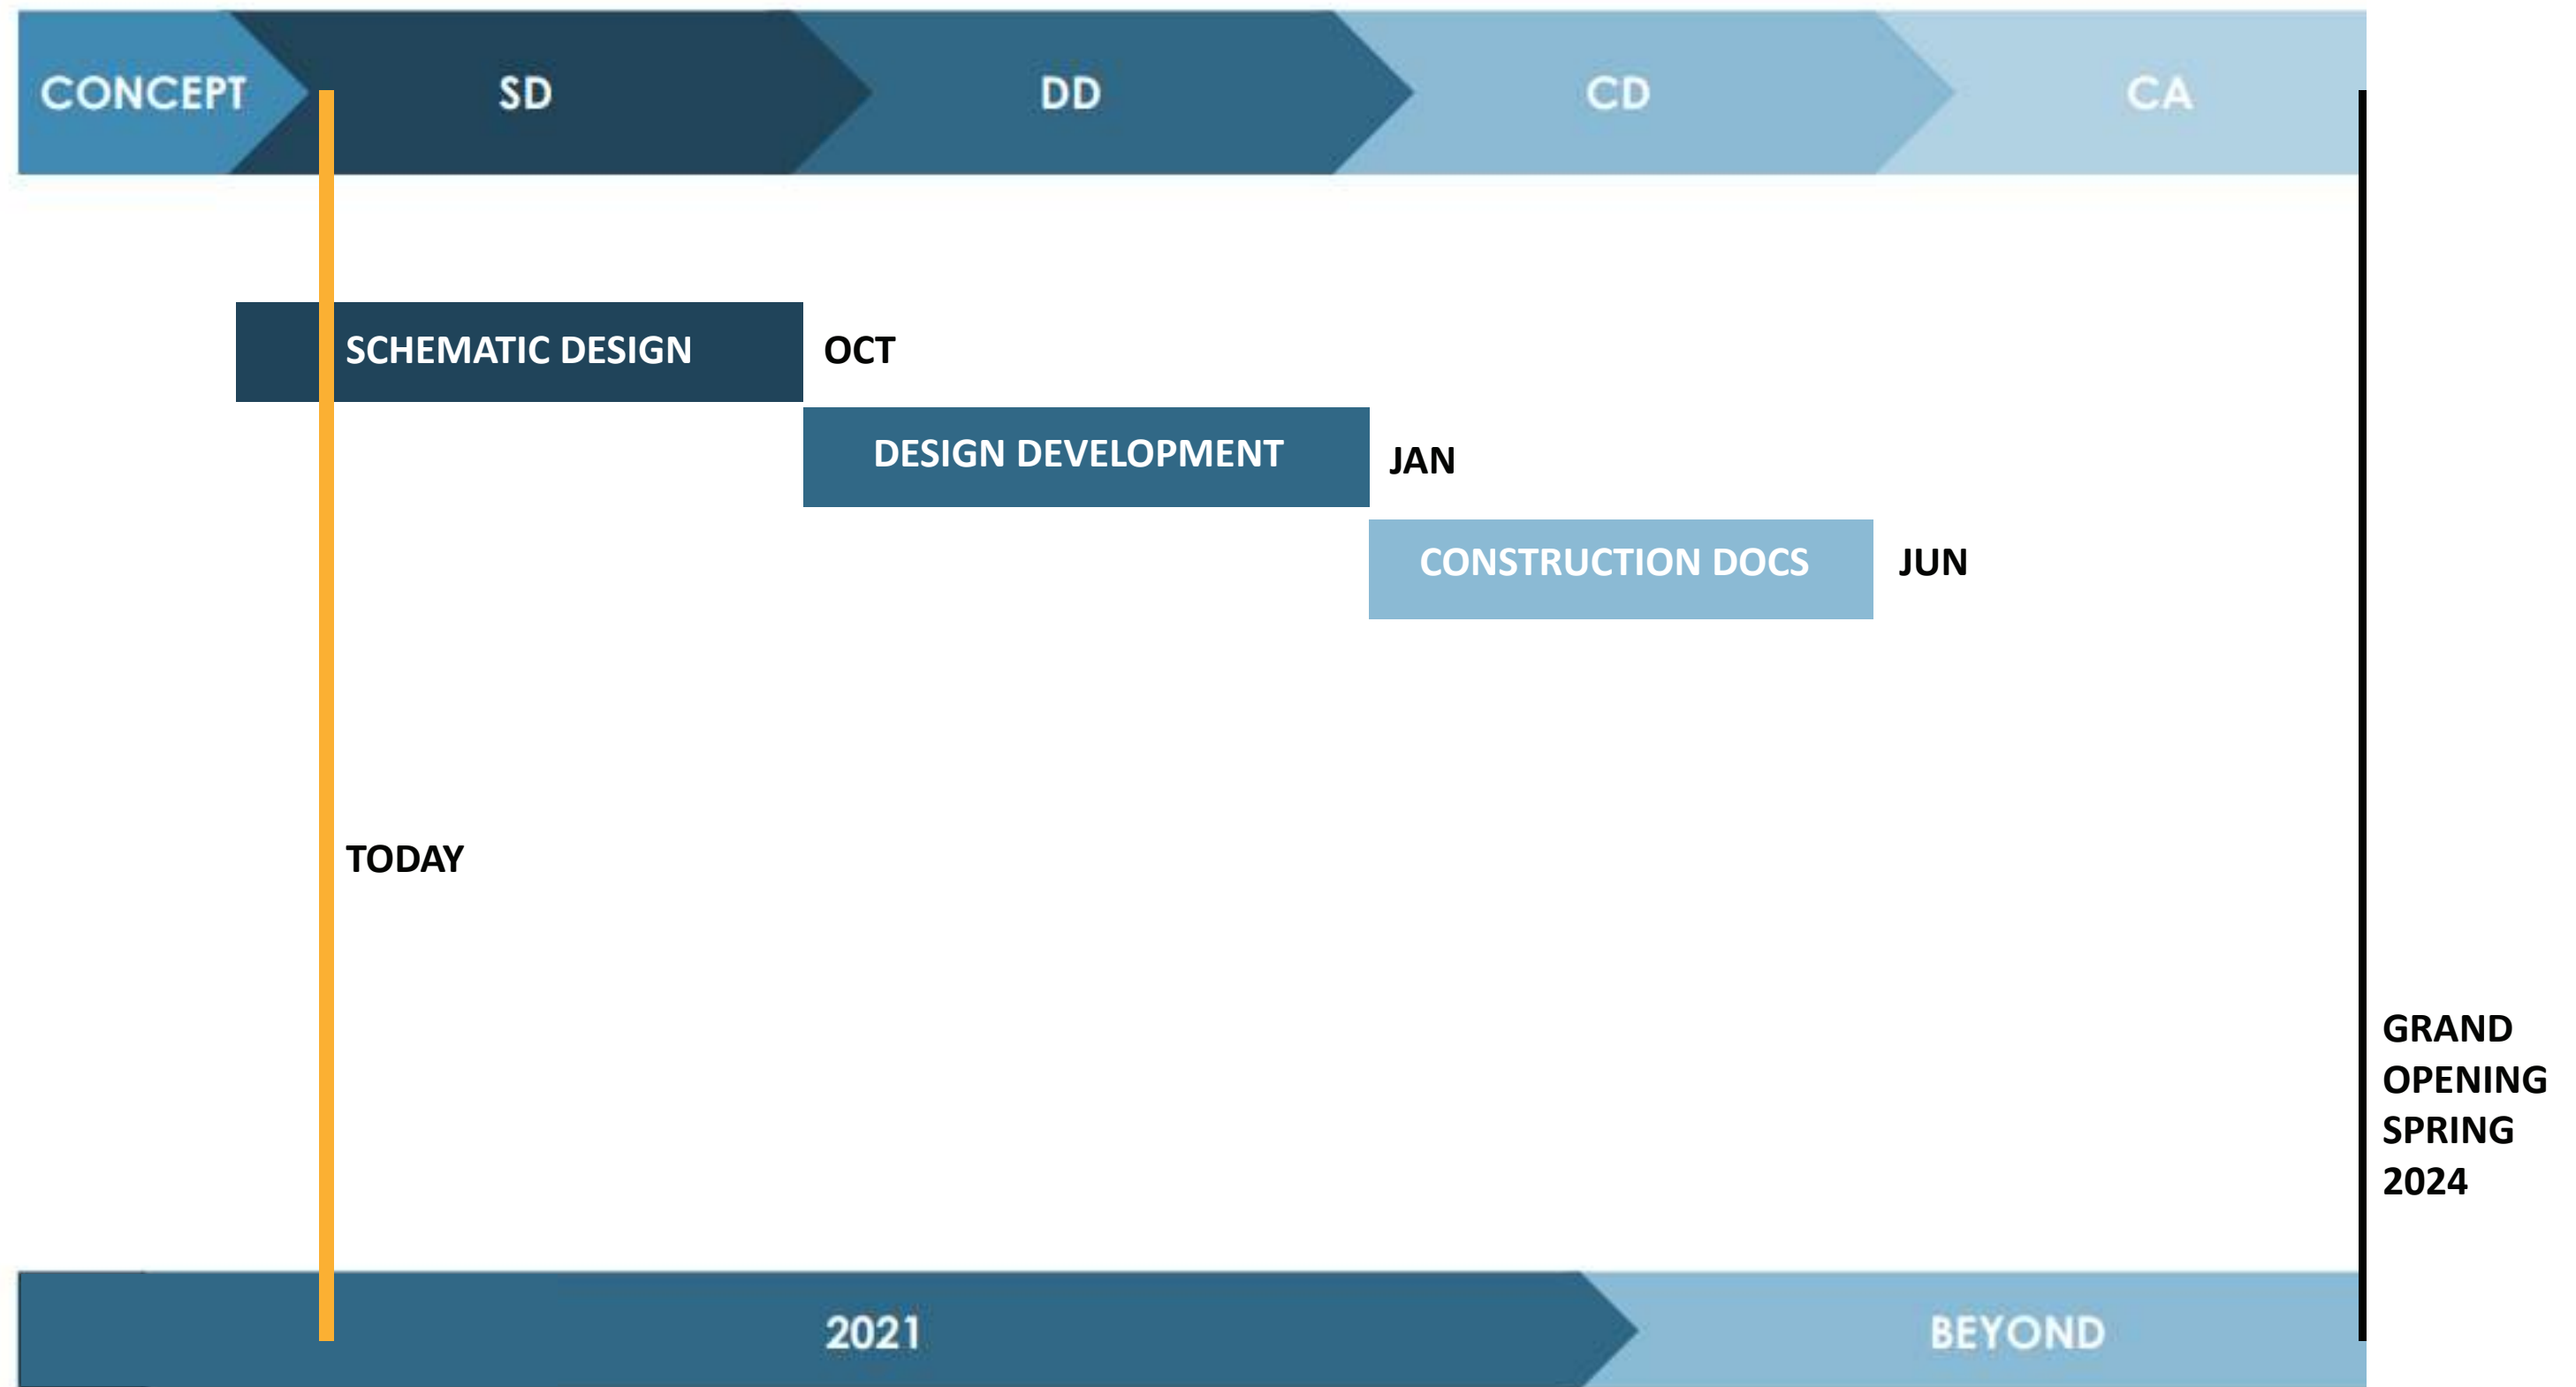 CONCEPT
SD
DD
CD
CA
SCHEMATIC DESIGN
OCT
DESIGN DEVELOPMENT
JAN
CONSTRUCTION DOCS
JUN
TODAY
GRAND
OPENING
SPRING
2024
2021
BEYOND